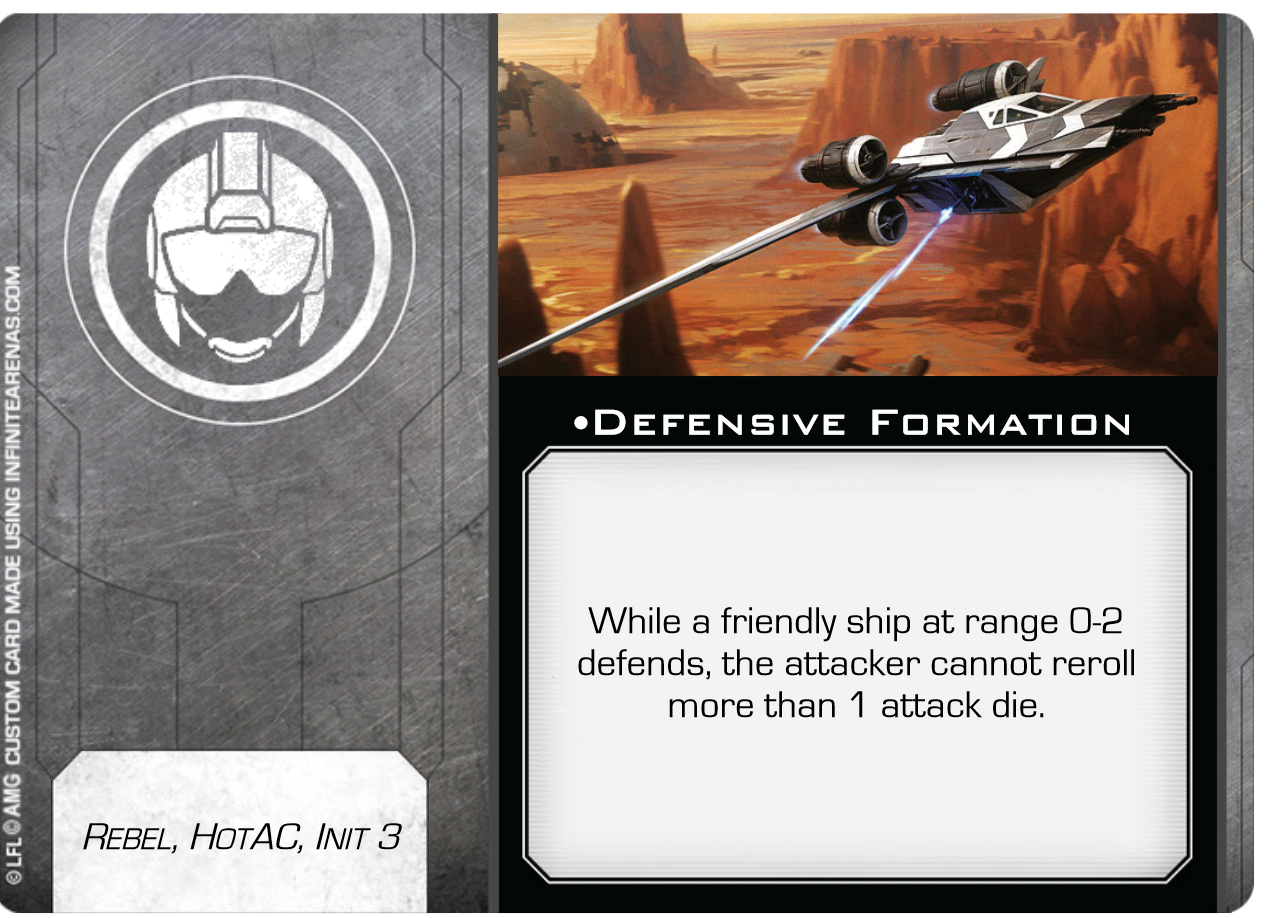 •Defensive Formation
While a friendly ship at range 0-2
defends, the attacker cannot reroll
more than 1 attack die.
Rebel, HotAC, Init 3
©LFL ©AMG CUSTOM CARD MADE USING INFINITEARENAS.COM